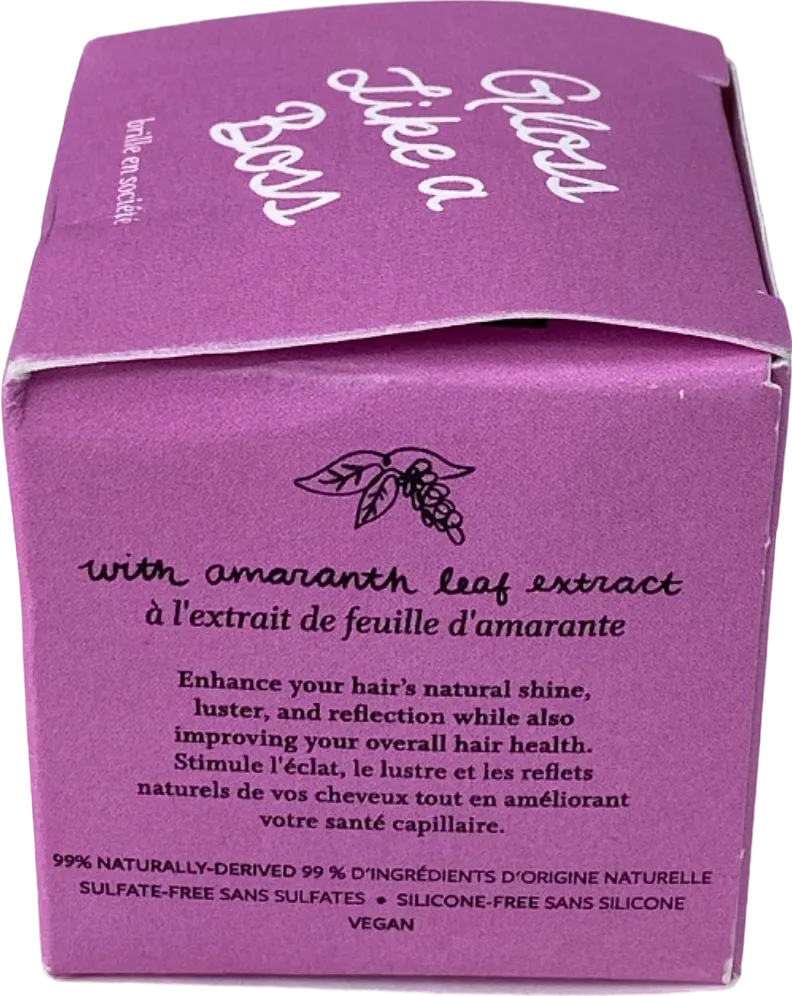 Gloss
Like a
Boss
brille en société
with amaranth leaf extract
à l'extrait de feuille d'amarante
Enhance your hair's natural shine,
luster, and reflection while also
improving your overall hair health.
Stimule l'éclat, le lustre et les reflets
naturels de vos cheveux tout en améliorant
votre santé capillaire.
99% NATURALLY-DERIVED 99 % D'INGRÉDIENTS D'ORIGINE NATURELLE
SULFATE-FREE SANS SULFATES • SILICONE-FREE SANS SILICONE
VEGAN